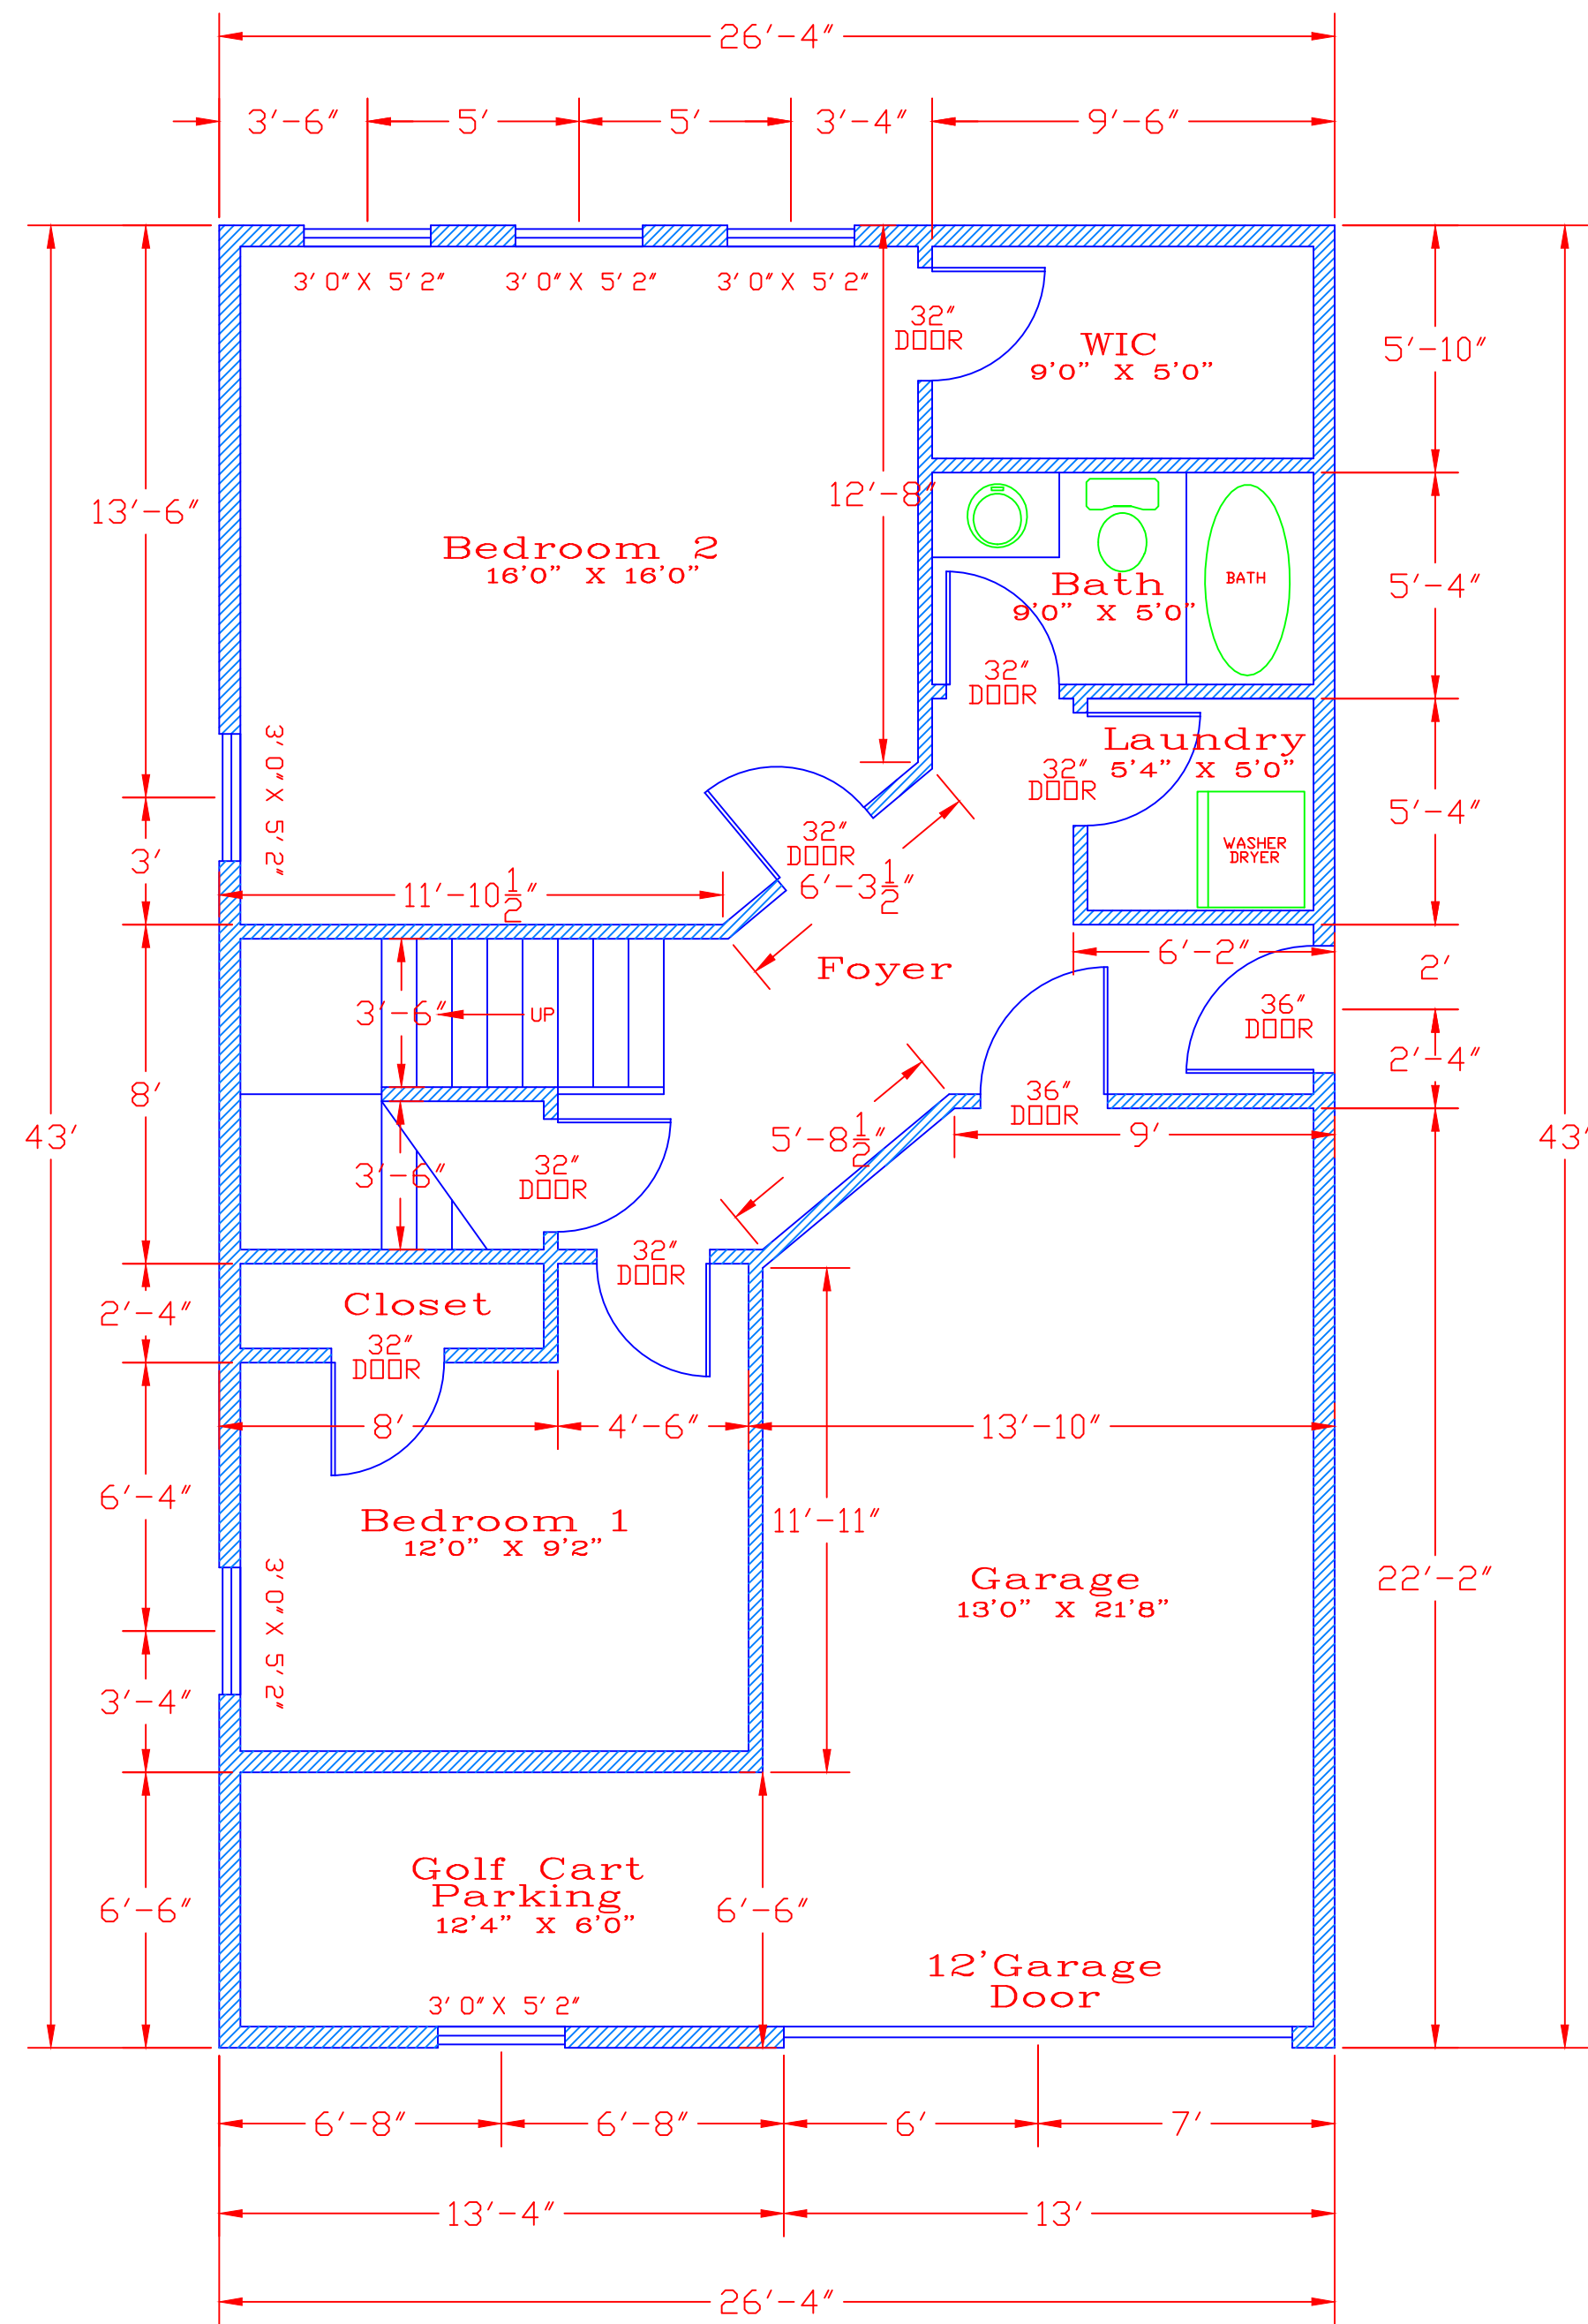 26'-4"
3'-6" 5' 5' 3'-4" 9'-6"
3' 0" X 5' 2" 3' 0" X 5' 2" 3' 0" X 5' 2"
32"
DOOR
WIC
9'0" X 5'0"
5'-10"
13'-6"
12'-8"
Bedroom 2
16'0" X 16'0"
BATH
Bath
9'0" X 5'0"
5'-4"
32"
DOOR
3' 0" X 5' 2"
Laundry
5'4" X 5'0"
32"
DOOR
5'-4"
32"
DOOR
WASHER
DRYER
3'
11'-10 1/2"
6'-3 1/2"
Foyer
6'-2"
2'
3'-6"
UP
36"
DOOR
2'-4"
8'
36"
DOOR
43'
5'-8 1/2"
9'
43'
3'-6"
32"
DOOR
32"
DOOR
Closet
2'-4"
32"
DOOR
8' 4'-6" 13'-10"
6'-4"
Bedroom 1
12'0" X 9'2"
11'-11"
Garage
13'0" X 21'8"
22'-2"
3' 0" X 5' 2"
3'-4"
Golf Cart
Parking
12'4" X 6'0"
6'-6"
6'-6"
12'Garage
Door
3' 0" X 5' 2"
6'-8" 6'-8" 6' 7'
13'-4" 13'
26'-4"